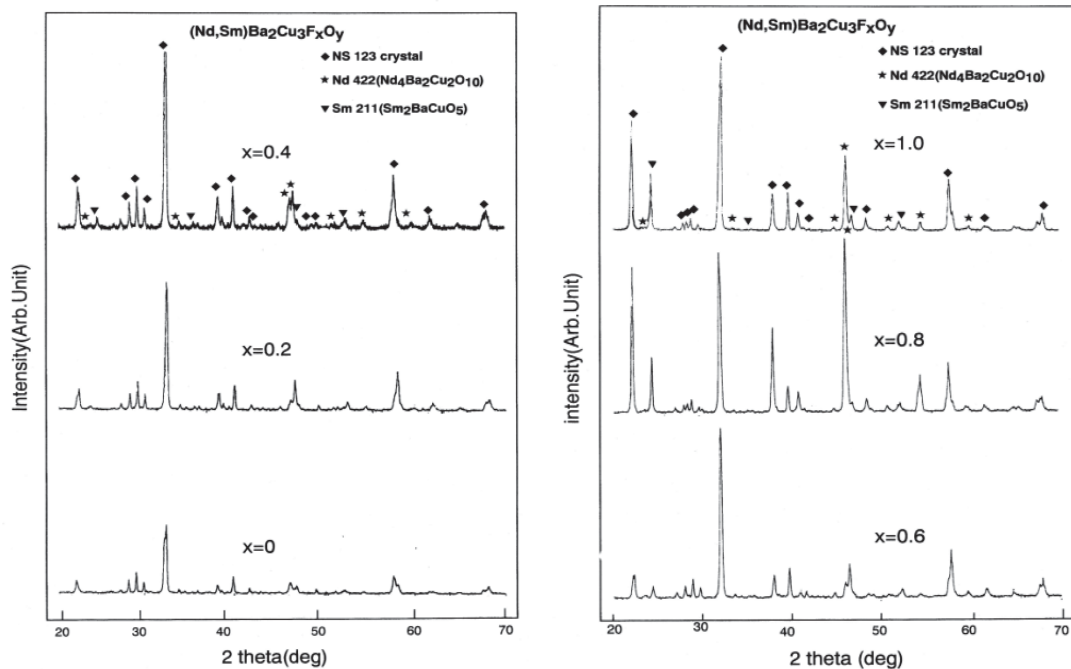 (Nd,Sm)Ba2Cu3FxOy
◆ NS 123 crystal
★ Nd 422(Nd4Ba2Cu2O10)
▼ Sm 211(Sm2BaCuO5)
x=0.4
x=0.2
x=0
Intensity(Arb.Unit)
20 30 40 50 60 70
2 theta(deg)
(Nd,Sm)Ba2Cu3FxOy
◆ NS 123 crystal
★ Nd 422(Nd4Ba2Cu2O10)
▼ Sm 211(Sm2BaCuO5)
x=1.0
x=0.8
x=0.6
intensity(Arb.Unit)
20 30 40 50 60 70
2 theta (deg)